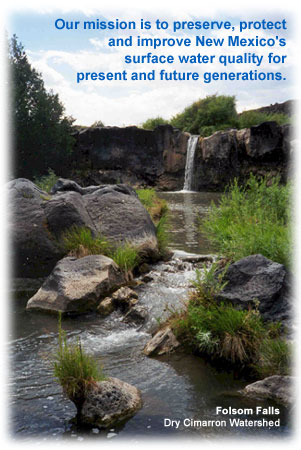 Our mission is to preserve, protect
and improve New Mexico's
surface water quality for
present and future generations.
Folsom Falls
Dry Cimarron Watershed